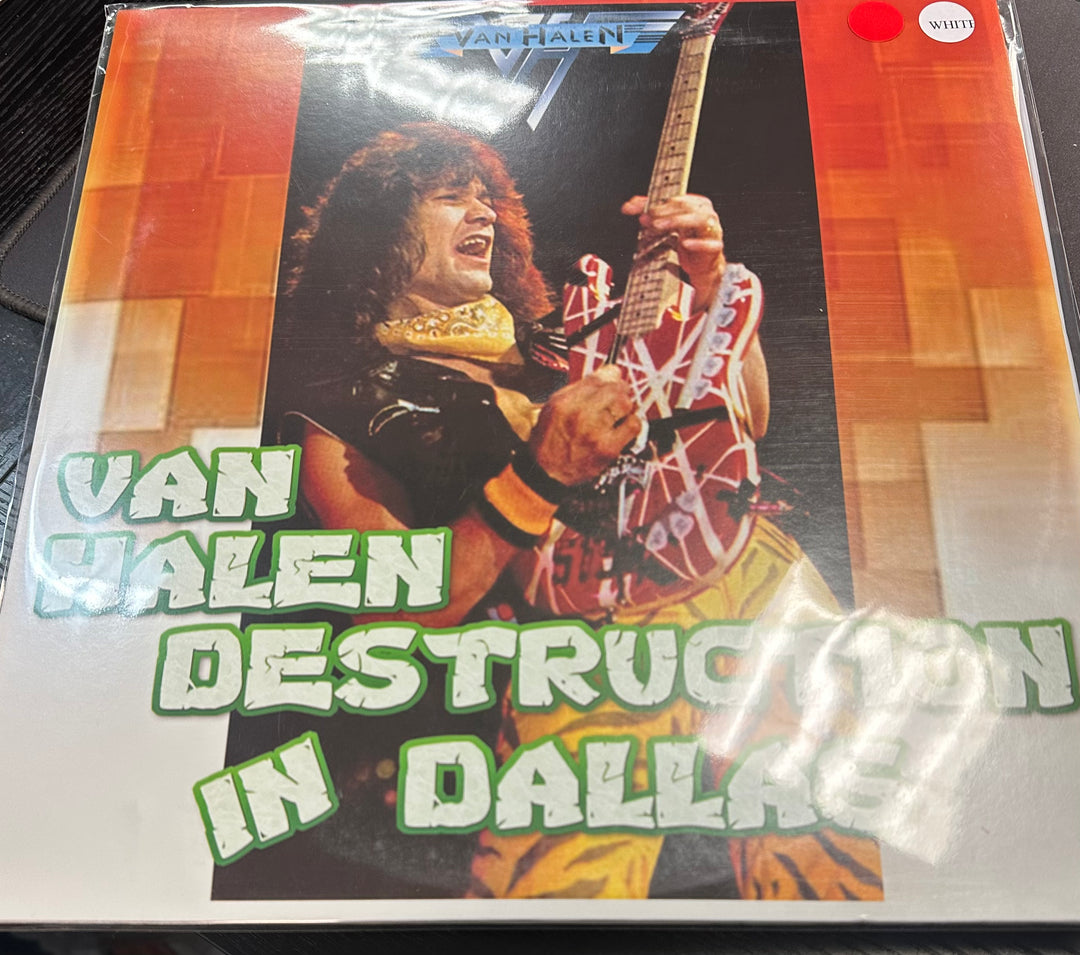 VAN HALEN
WHITE
VAN
HALEN
DESTRUCTION
IN DALLAS